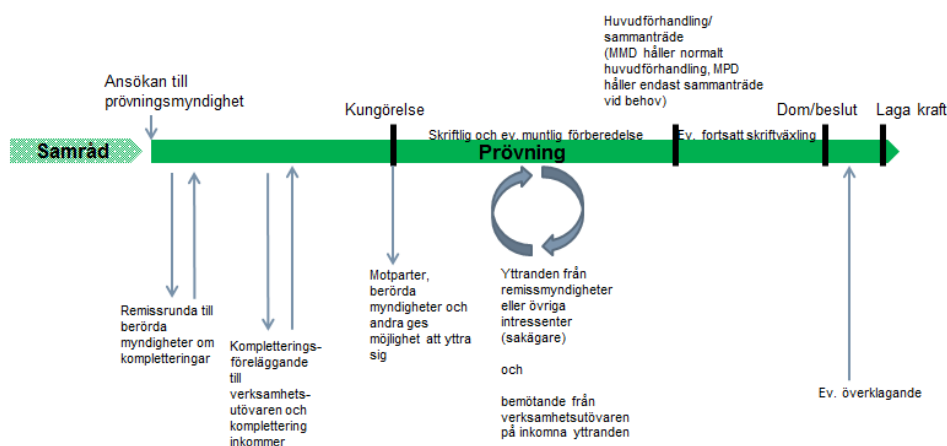 Huvudförhandling/
sammanträde
(MMD håller normalt
huvudförhandling, MPD
håller endast sammanträde
vid behov)
Ansökan till
prövningsmyndighet
Kungörelse
Dom/beslut
Laga kraft
Skriftlig och ev. muntlig förberedelse
Ev. fortsatt skriftväxling
Samråd
Prövning
Remissrunda till
berörda
myndigheter om
kompletteringar
Kompletterings-
föreläggande
till
verksamhets-
utövaren och
komplettering
inkommer
Motparter,
berörda
myndigheter och
andra ges
möjlighet att yttra
sig
Yttranden från
remissmyndigheter
eller övriga
intressenter
(sakägare)
och
bemötande från
verksamhetsutövaren
på inkomna yttranden
Ev. överklagande